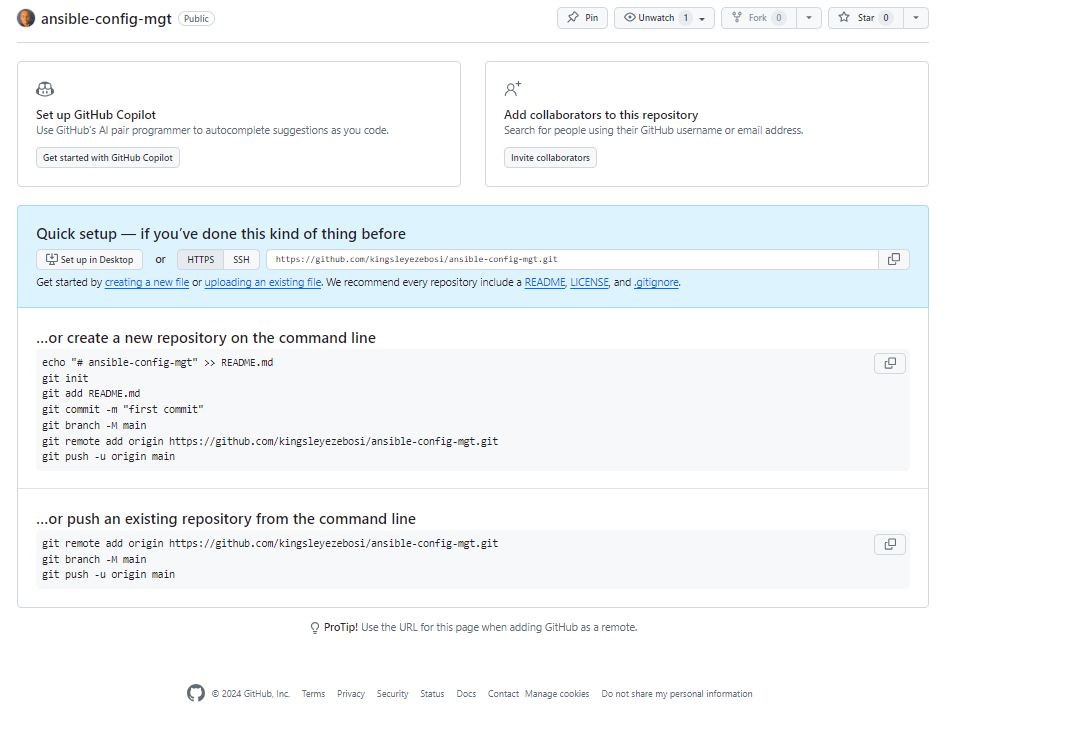 ansible-config-mgt Public
Pin Unwatch 1 Fork 0 Star 0
Set up GitHub Copilot
Use GitHub's AI pair programmer to autocomplete suggestions as you code.
Get started with GitHub Copilot
Add collaborators to this repository
Search for people using their GitHub username or email address.
Invite collaborators
Quick setup — if you've done this kind of thing before
Set up in Desktop or HTTPS SSH https://github.com/kingsleyezebosi/ansible-config-mgt.git
Get started by creating a new file or uploading an existing file. We recommend every repository include a README, LICENSE, and .gitignore.
…or create a new repository on the command line
echo "# ansible-config-mgt" >> README.md
git init
git add README.md
git commit -m "first commit"
git branch -M main
git remote add origin https://github.com/kingsleyezebosi/ansible-config-mgt.git
git push -u origin main
…or push an existing repository from the command line
git remote add origin https://github.com/kingsleyezebosi/ansible-config-mgt.git
git branch -M main
git push -u origin main
ProTip! Use the URL for this page when adding GitHub as a remote.
© 2024 GitHub, Inc. Terms Privacy Security Status Docs Contact Manage cookies Do not share my personal information